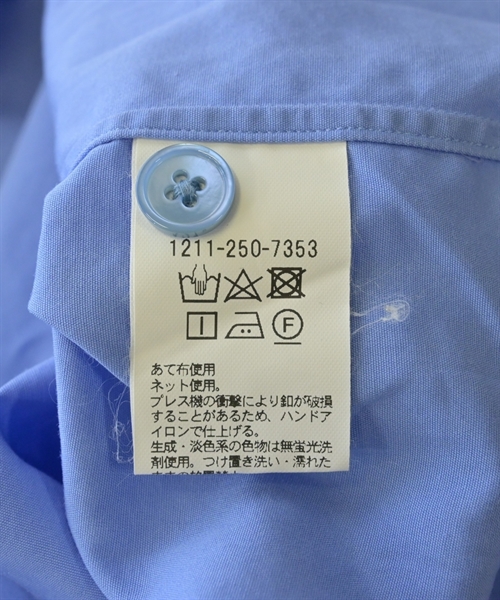 1211-250-7353
F
あて布使用
ネット使用。
プレス機の衝撃により釦が破損
することがあるため、ハンドア
イロンで仕上げる。
生成・淡色系の色物は無蛍光洗
剤使用。つけ置き洗い・濡れた